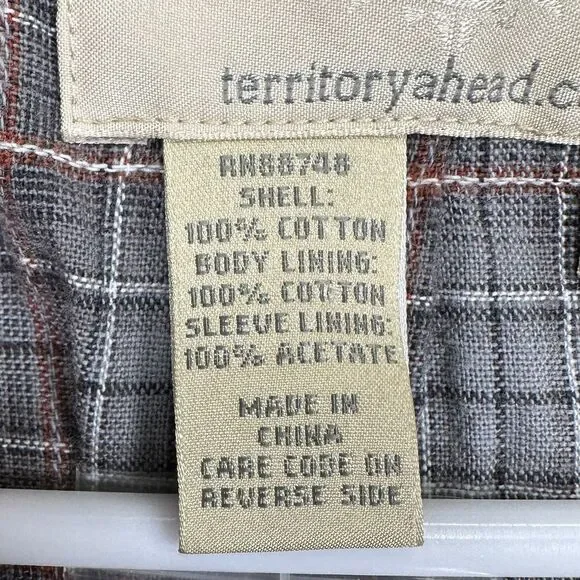 territoryahead.c
RN88748
SHELL:
100% COTTON
BODY LINING:
100% COTTON
SLEEVE LINING:
100% ACETATE
MADE IN
CHINA
CARE CODE ON
REVERSE SIDE